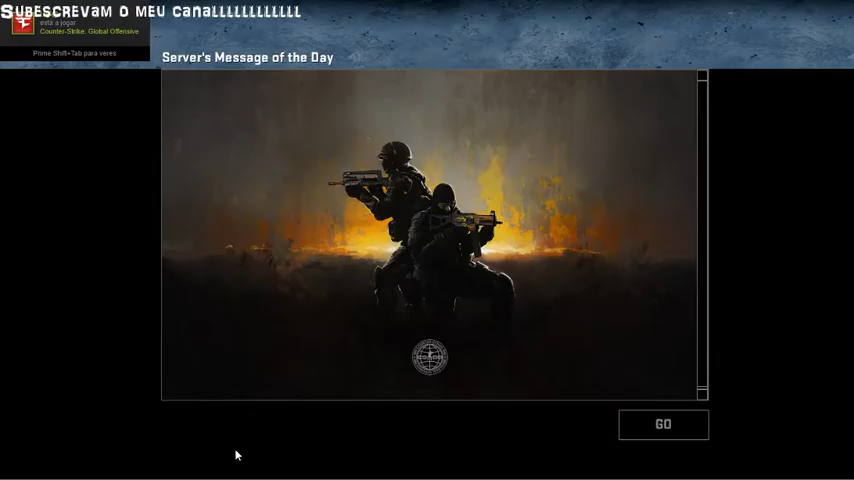 SUBESCREVAM O MEU CANALLLLLLLLLLLL
está a jogar
Counter-Strike: Global Offensive
Prime Shift+Tab para veres
Server's Message of the Day
GO